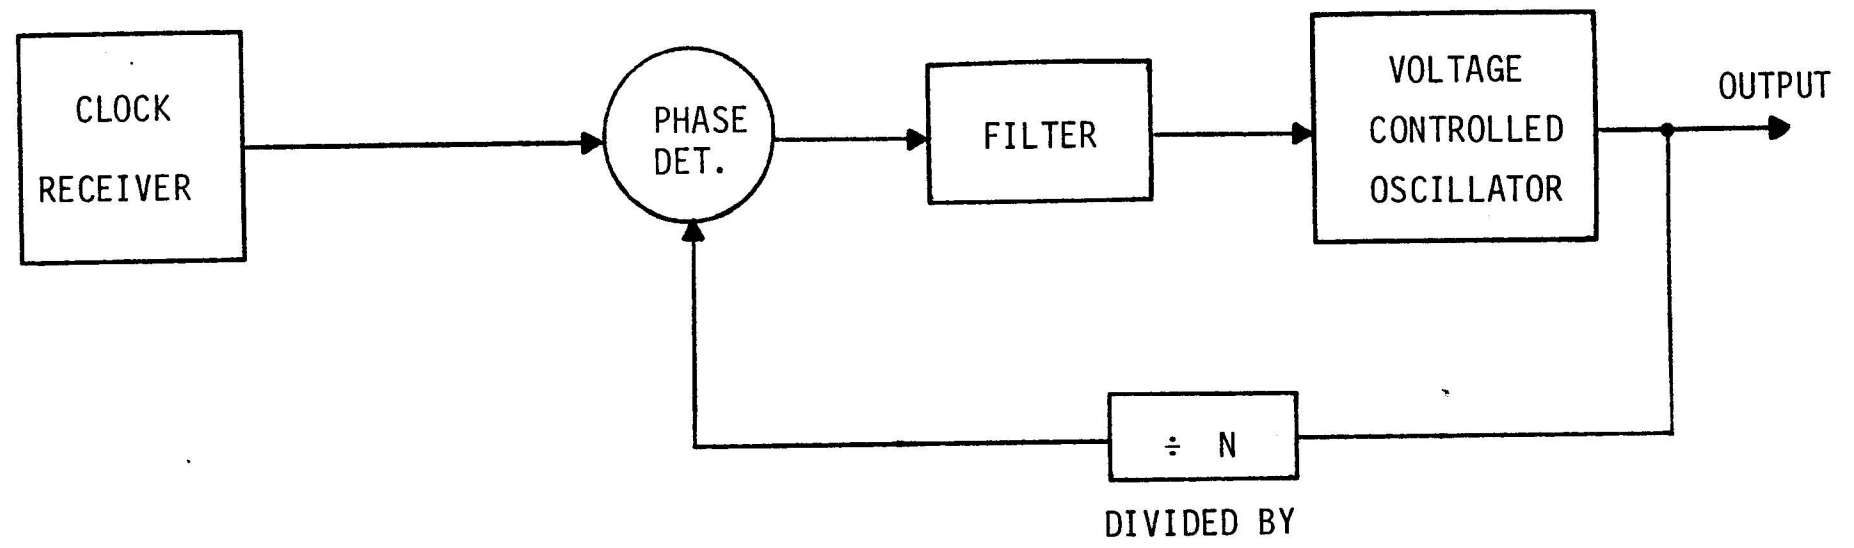 CLOCK
RECEIVER
PHASE
DET.
FILTER
VOLTAGE
CONTROLLED
OSCILLATOR
OUTPUT
÷ N
DIVIDED BY